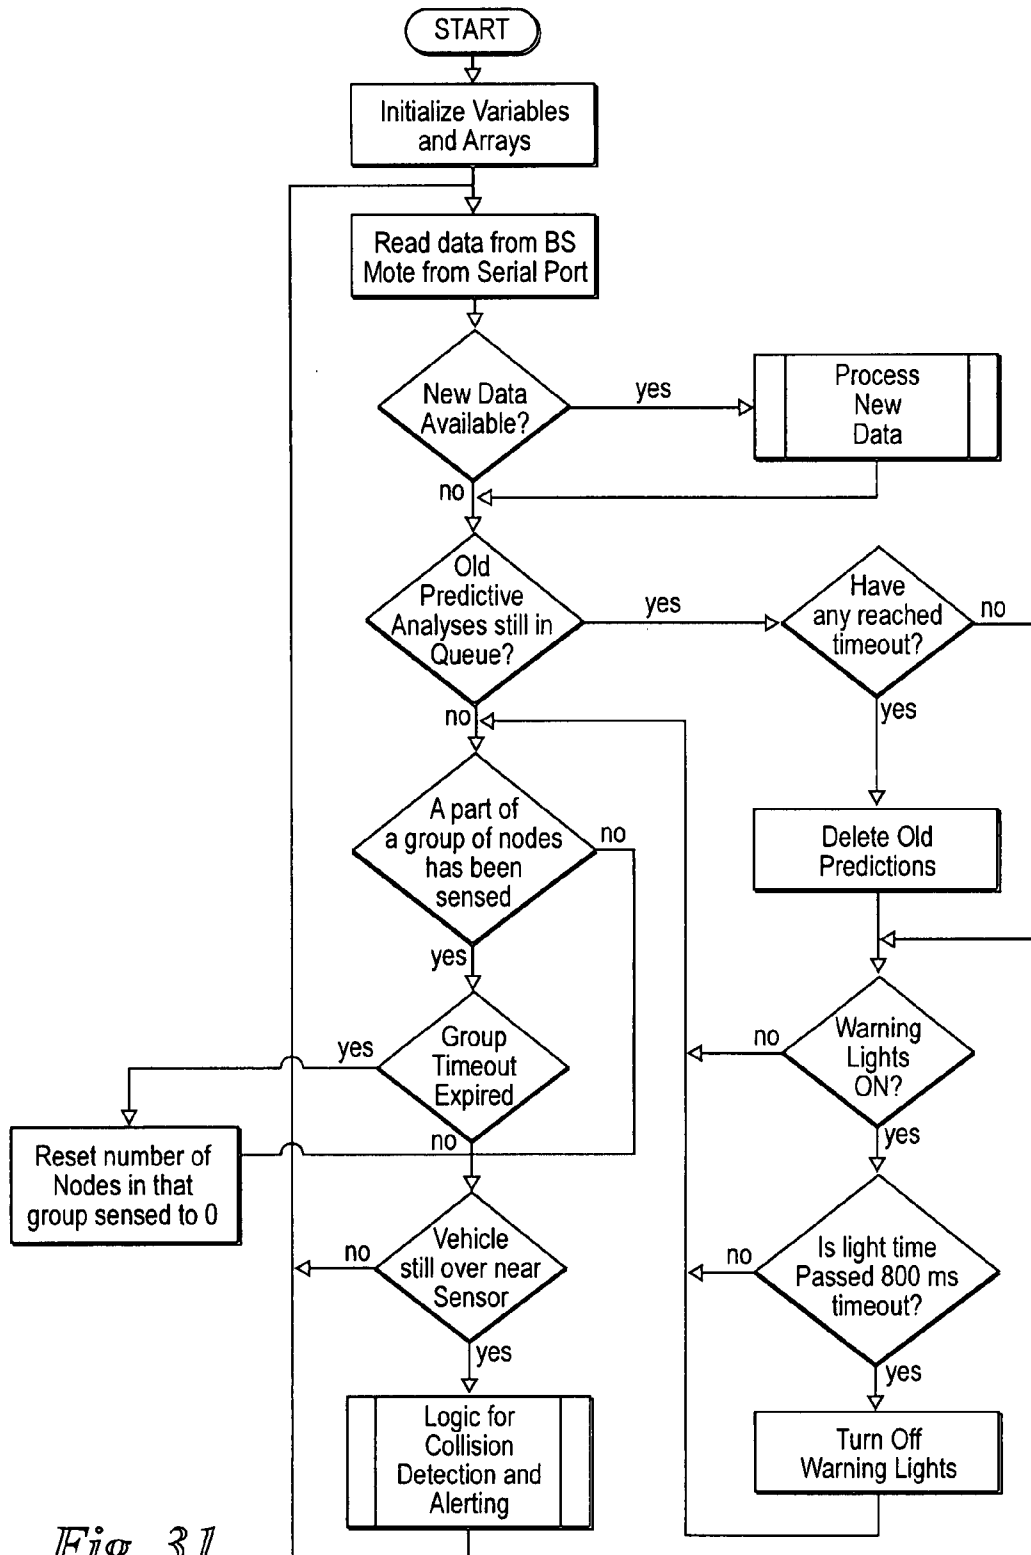 START
Initialize Variables
and Arrays
Read data from BS
Mote from Serial Port
New Data
Available?
yes
Process
New
Data
no
Old
Predictive
Analyses still in
Queue?
yes
Have
any reached
timeout?
no
yes
no
A part of
a group of nodes
has been
sensed
no
Delete Old
Predictions
yes
Group
Timeout
Expired
yes
no
Warning
Lights
ON?
no
yes
Reset number of
Nodes in that
group sensed to 0
Vehicle
still over near
Sensor
no
yes
Is light time
Passed 800 ms
timeout?
no
yes
Logic for
Collision
Detection and
Alerting
Turn Off
Warning Lights
Fig. 31